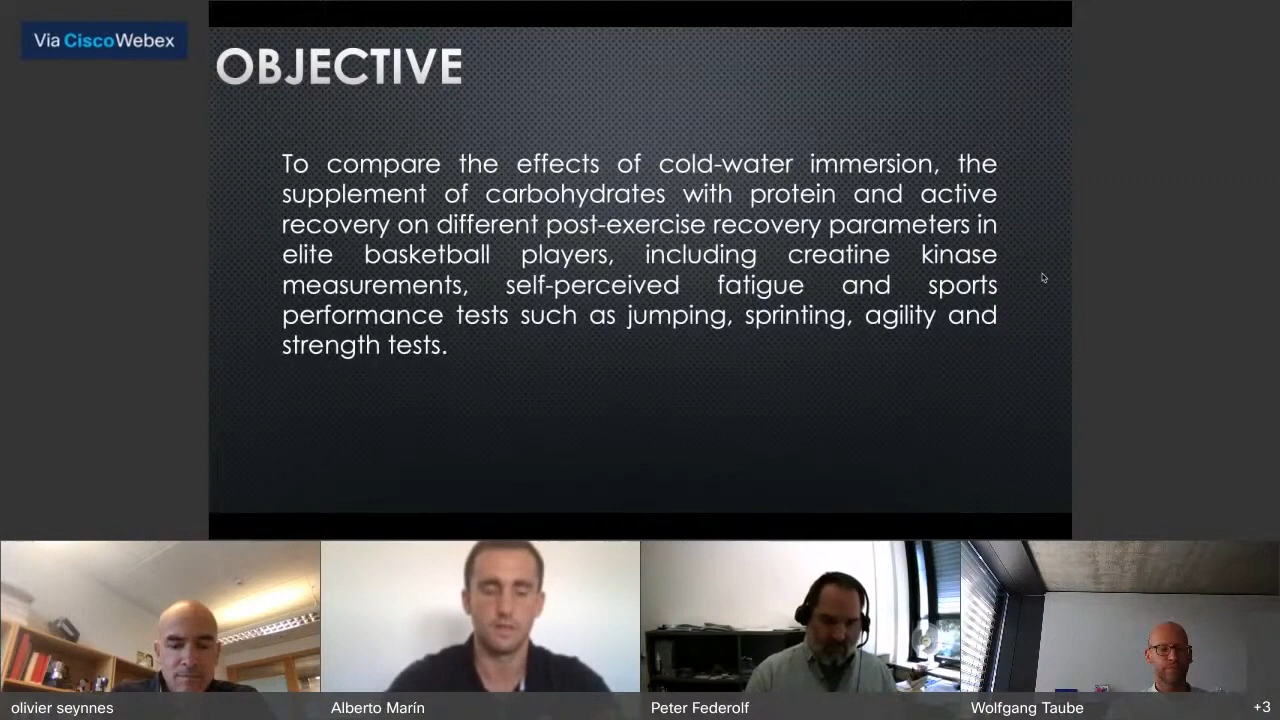 Via CiscoWebex
OBJECTIVE
To compare the effects of cold-water immersion, the
supplement of carbohydrates with protein and active
recovery on different post-exercise recovery parameters in
elite basketball players, including creatine kinase
measurements, self-perceived fatigue and sports
performance tests such as jumping, sprinting, agility and
strength tests.
olivier seynnes
Alberto Marín
Peter Federolf
Wolfgang Taube
+3